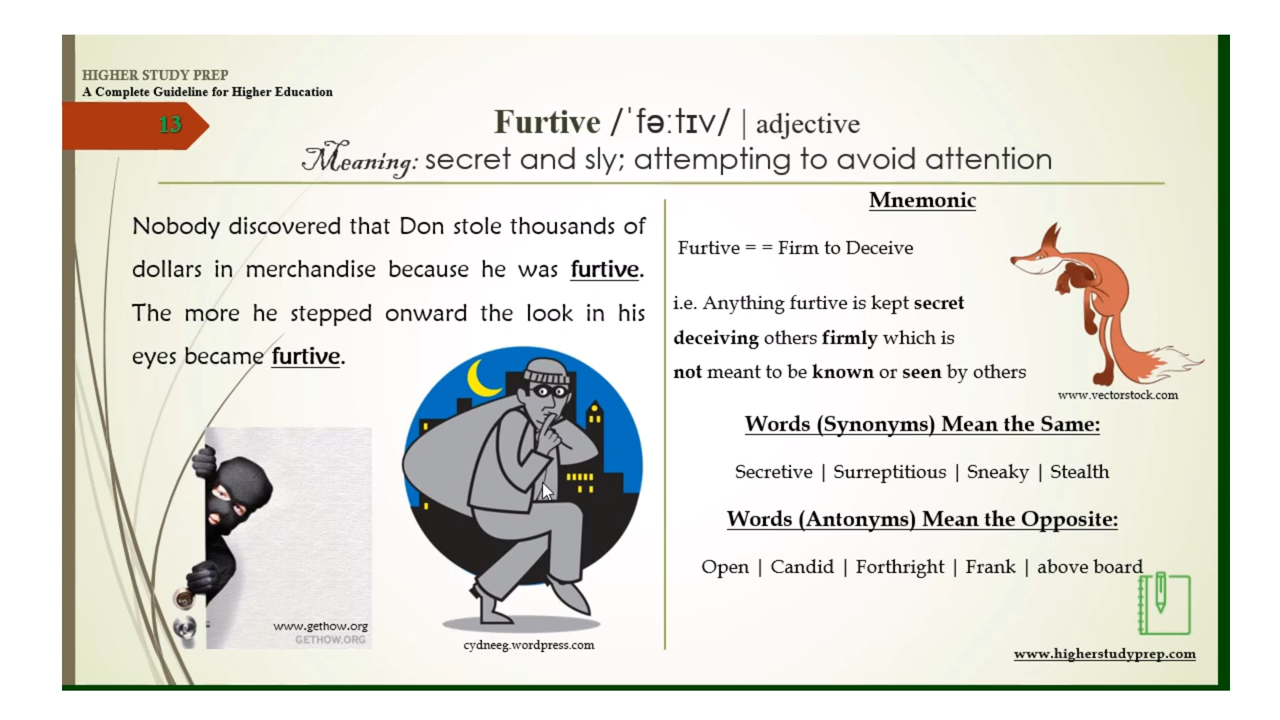 HIGHER STUDY PREP
A Complete Guideline for Higher Education
13
Furtive /ˈfəːtɪv/ | adjective
Meaning: secret and sly; attempting to avoid attention
Nobody discovered that Don stole thousands of
dollars in merchandise because he was furtive.
The more he stepped onward the look in his
eyes became furtive.
www.gethow.org
GETHOW.ORG
cydneeg.wordpress.com
Mnemonic
Furtive = = Firm to Deceive
i.e. Anything furtive is kept secret
deceiving others firmly which is
not meant to be known or seen by others
www.vectorstock.com
Words (Synonyms) Mean the Same:
Secretive | Surreptitious | Sneaky | Stealth
Words (Antonyms) Mean the Opposite:
Open | Candid | Forthright | Frank | above board
www.higherstudyprep.com